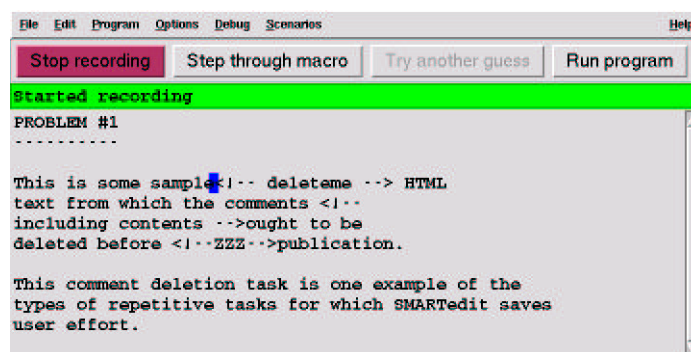 File Edit Program Options Debug Scenarios Help
Stop recording Step through macro Try another guess Run program
Started recording
PROBLEM #1
----------
This is some sample<!-- deleteme --> HTML
text from which the comments <!--
including contents -->ought to be
deleted before <!--ZZZ-->publication.
This comment deletion task is one example of the
types of repetitive tasks for which SMARTedit saves
user effort.